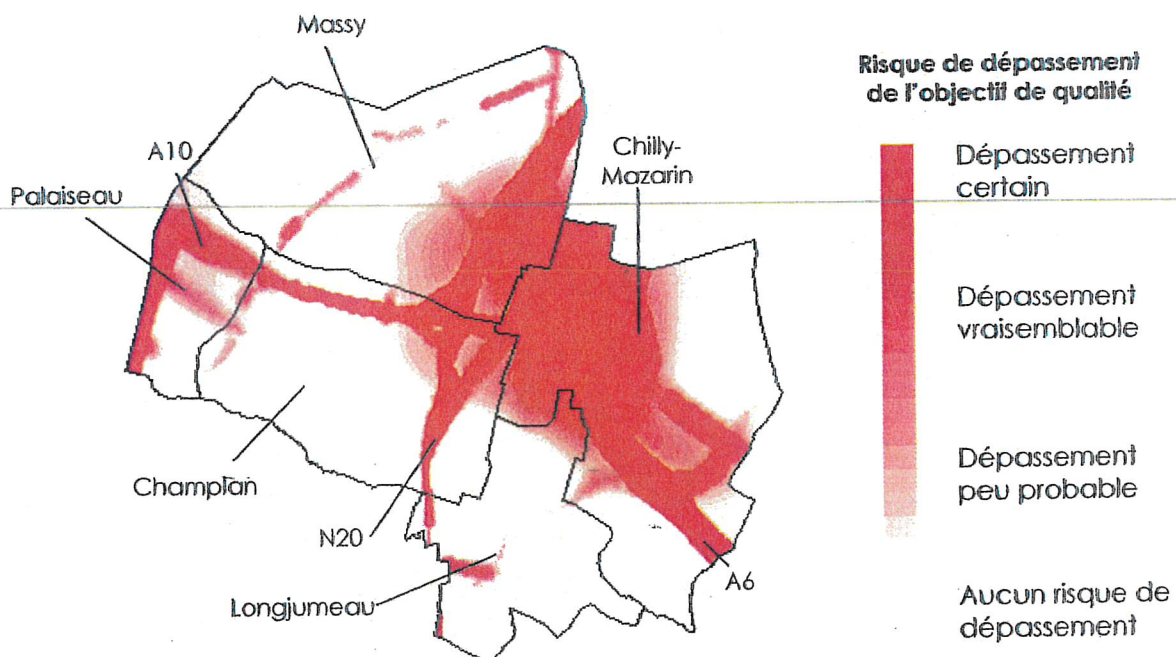 Massy
A10
Palaiseau
Chilly-
Mazarin
Champlan
N20
Longjumeau
A6
Risque de dépassement
de l'objectif de qualité
Dépassement
certain
Dépassement
vraisemblable
Dépassement
peu probable
Aucun risque de
dépassement